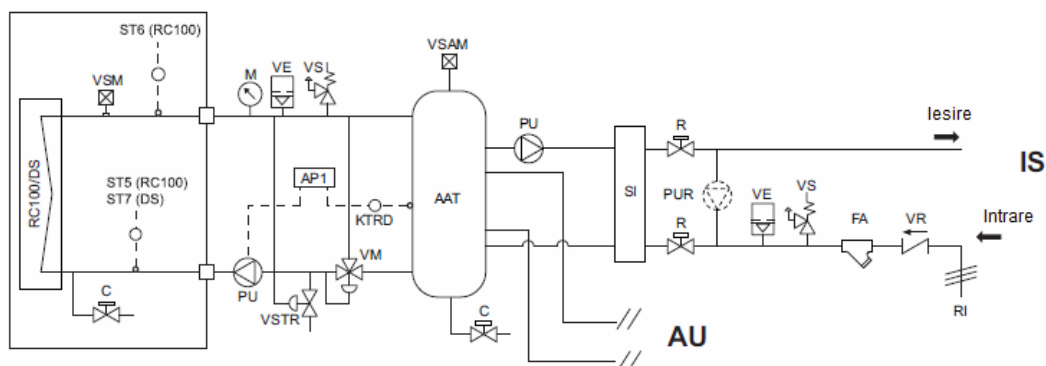 ST6 (RC100)
VSM
M
VE
VSI
VSAM
RC100/DS
ST5 (RC100)
ST7 (DS)
AP1
KTRD
AAT
PU
SI
R
Iesire
IS
PUR
VE
VS
FA
VR
Intrare
R
C
PU
VSTR
VM
C
AU
RI